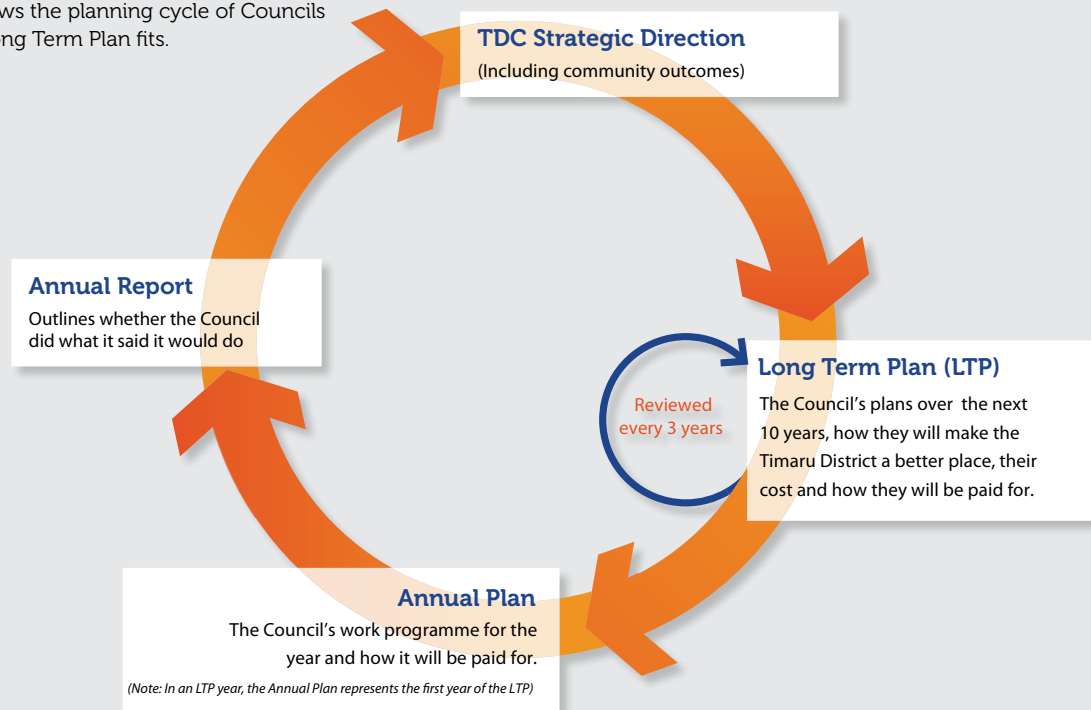 the planning cycle of Councils
Term Plan fits.
TDC Strategic Direction
(Including community outcomes)
Annual Report
Outlines whether the Council
did what it said it would do
Reviewed
every 3 years
Long Term Plan (LTP)
The Council's plans over the next
10 years, how they will make the
Timaru District a better place, their
cost and how they will be paid for.
Annual Plan
The Council's work programme for the
year and how it will be paid for.
(Note: In an LTP year, the Annual Plan represents the first year of the LTP)